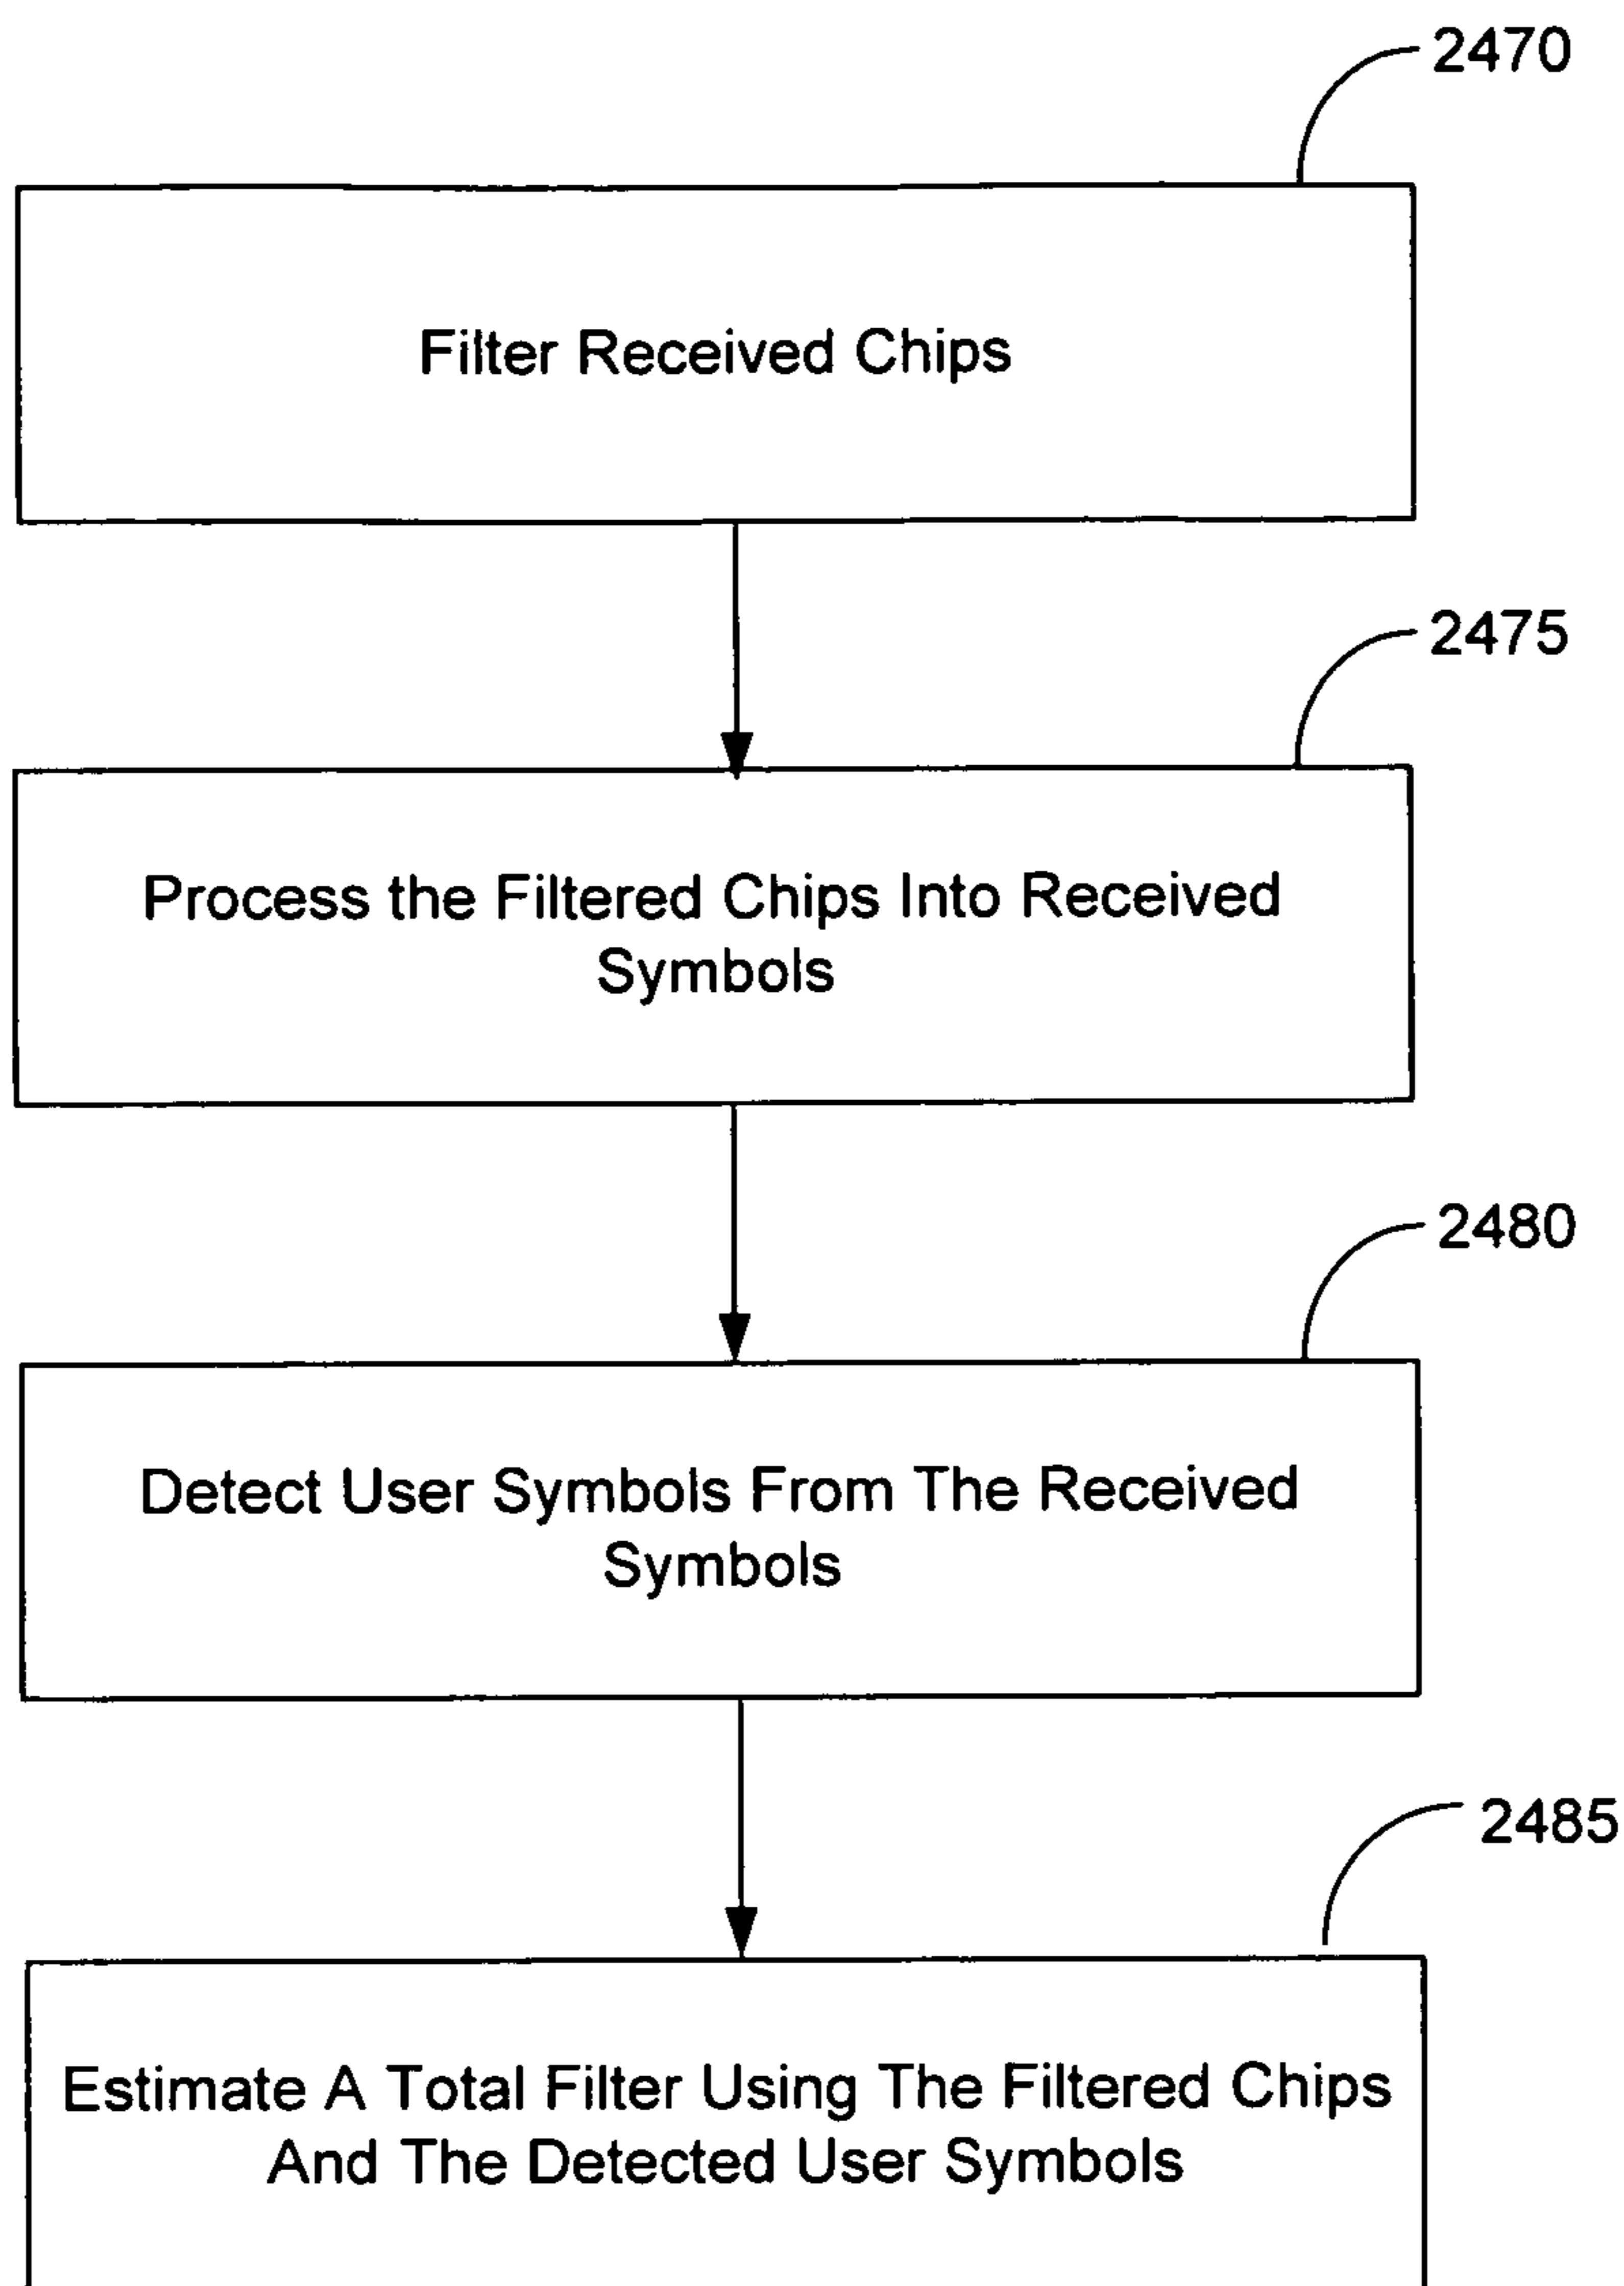 2470
Filter Received Chips
2475
Process the Filtered Chips Into Received
Symbols
2480
Detect User Symbols From The Received
Symbols
2485
Estimate A Total Filter Using The Filtered Chips
And The Detected User Symbols